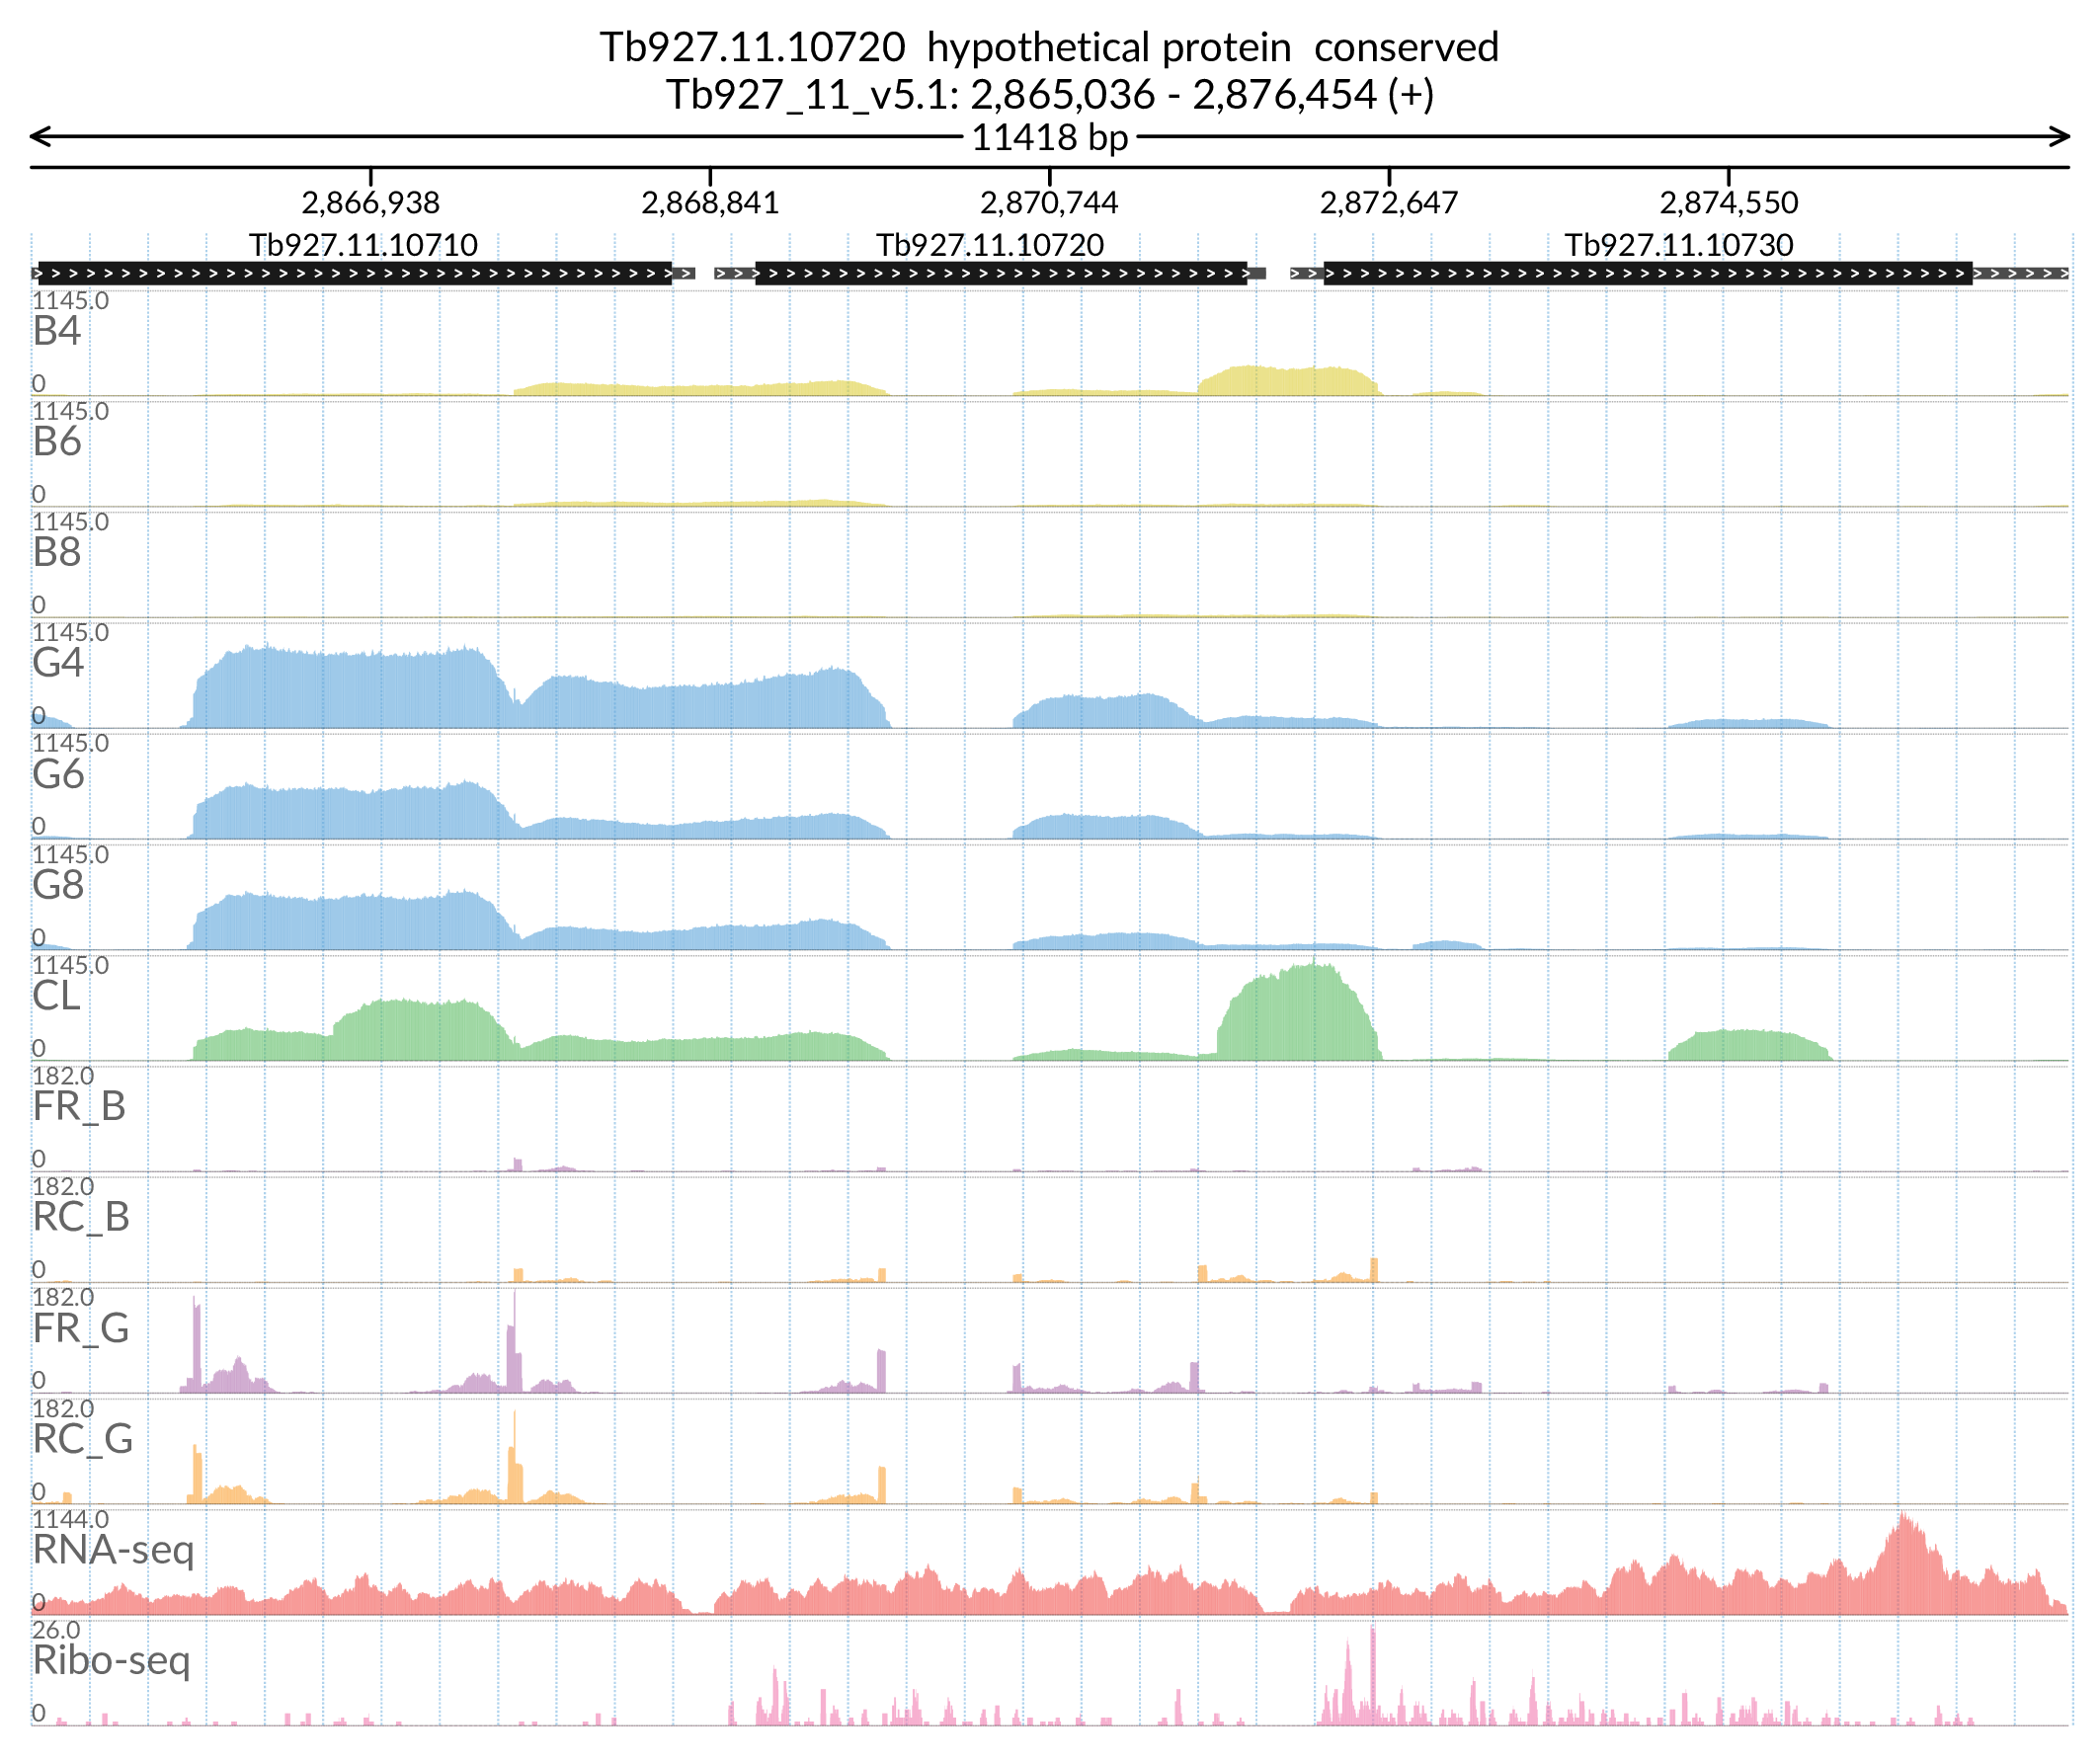 Tb927.11.10720 hypothetical protein conserved
Tb927_11_v5.1: 2,865,036 - 2,876,454 (+)
11418 bp
2,866,938 2,868,841 2,870,744 2,872,647 2,874,550
Tb927.11.10710 Tb927.11.10720 Tb927.11.10730
1145.0
B4
0
1145.0
B6
0
1145.0
B8
0
1145.0
G4
0
1145.0
G6
0
1145.0
G8
0
1145.0
CL
0
182.0
FR_B
0
182.0
RC_B
0
182.0
FR_G
0
182.0
RC_G
0
1144.0
RNA-seq
0
26.0
Ribo-seq
0